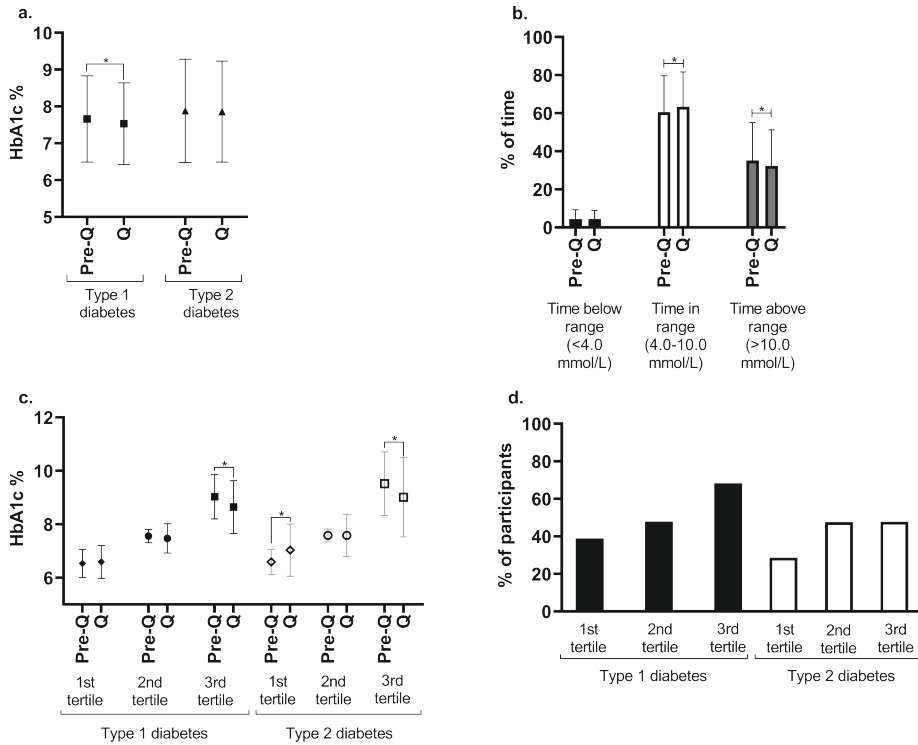 a.
HbA1c %
10
9
8
7
6
5
*
Pre-Q
Q
Pre-Q
Q
Type 1
diabetes
Type 2
diabetes
b.
% of time
100
80
60
40
20
0
*
*
Pre-Q
Q
Pre-Q
Q
Pre-Q
Q
Time below
range
(<4.0
mmol/L)
Time in
range
(4.0-10.0
mmol/L)
Time above
range
(>10.0
mmol/L)
c.
HbA1c %
12
10
8
6
*
*
*
Pre-Q
Q
Pre-Q
Q
Pre-Q
Q
Pre-Q
Q
Pre-Q
Q
Pre-Q
Q
1st
tertile
2nd
tertile
3rd
tertile
1st
tertile
2nd
tertile
3rd
tertile
Type 1 diabetes
Type 2 diabetes
d.
% of participants
100
80
60
40
20
0
1st
tertile
2nd
tertile
3rd
tertile
1st
tertile
2nd
tertile
3rd
tertile
Type 1 diabetes
Type 2 diabetes